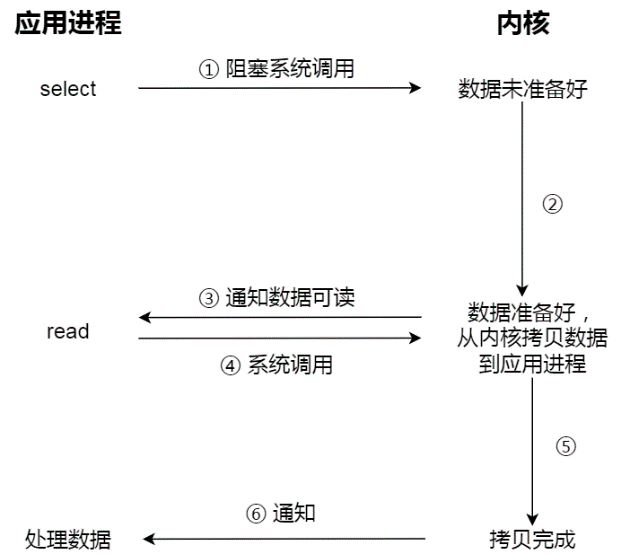 应用进程
内核
① 阻塞系统调用
select
数据未准备好
②
③ 通知数据可读
数据准备好，
read
从内核拷贝数据
④ 系统调用
到应用进程
⑤
⑥ 通知
处理数据
拷贝完成